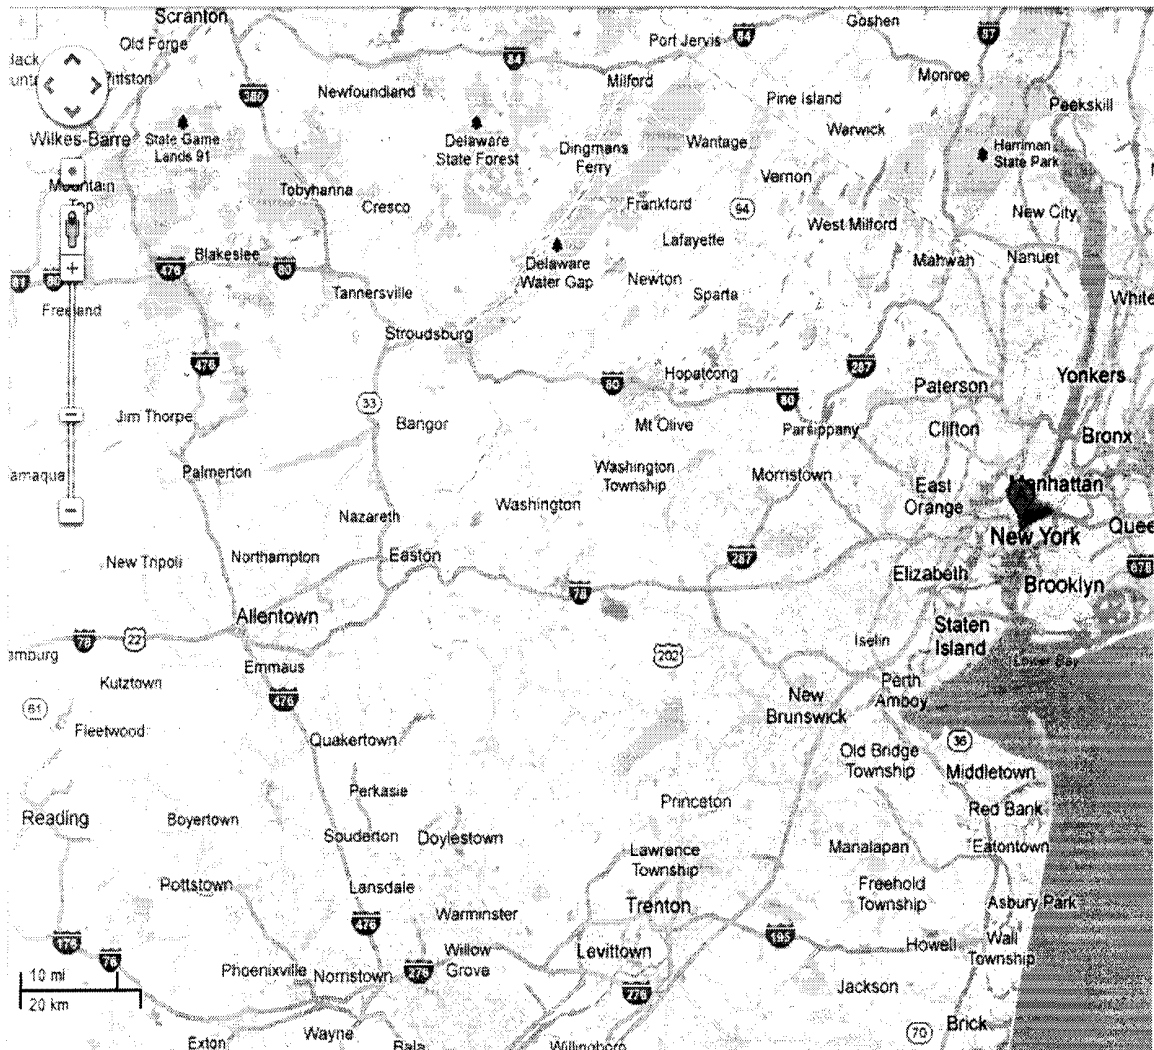 Scranton
Goshen
87
Old Forge
Port Jervis
84
84
Milford
Monroe
380
Newfoundland
Pine Island
Peekskill
Wilkes-Barre
State Game
Lands 91
Delaware
State Forest
Dingmans
Ferry
Wantage
Warwick
Harriman
State Park
Mountain
Top
Tobyhanna
Cresco
Frankford
94
Vernon
West Milford
New City
Lafayette
Blakeslee
476
80
Delaware
Water Gap
Newton
Sparta
Mahwah
Nanuet
81
80
Freeland
Tannersville
White
Stroudsburg
476
80
Hopatcong
287
Paterson
Yonkers
80
Jim Thorpe
33
Bangor
Mt Olive
Parsippany
Clifton
Bronx
Palmerton
Washington
Township
Morristown
East
Orange
Manhattan
Washington
Nazareth
New York
Quee
New Tripoli
Northampton
Easton
287
Elizabeth
Brooklyn
678
78
Allentown
78
22
Staten
Island
Iselin
Lower Bay
Emmaus
202
Kutztown
Perth
Amboy
61
476
New
Brunswick
Fleetwood
Quakertown
36
Old Bridge
Township
Middletown
Perkasie
Princeton
Red Bank
Reading
Boyertown
Souderton
Doylestown
Lawrence
Township
Manalapan
Eatontown
Pottstown
Lansdale
Freehold
Township
Trenton
Asbury Park
Warminster
476
195
176
76
Willow
Grove
Levittown
Howell
Wall
Township
Phoenixville
Norristown
276
10 mi
20 km
276
Jackson
Wayne
70
Brick
Exton
Bala
Willingboro